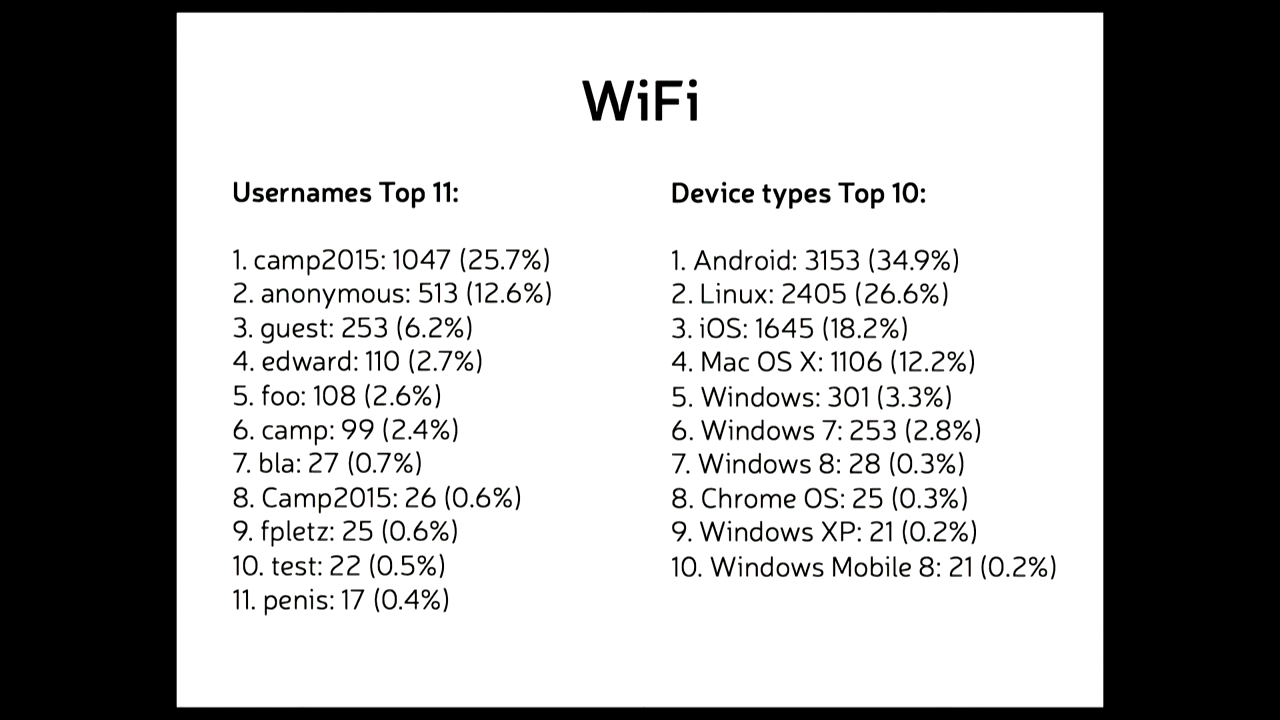 WiFi
Usernames Top 11:
1. camp2015: 1047 (25.7%)
2. anonymous: 513 (12.6%)
3. guest: 253 (6.2%)
4. edward: 110 (2.7%)
5. foo: 108 (2.6%)
6. camp: 99 (2.4%)
7. bla: 27 (0.7%)
8. Camp2015: 26 (0.6%)
9. fpletz: 25 (0.6%)
10. test: 22 (0.5%)
11. penis: 17 (0.4%)
Device types Top 10:
1. Android: 3153 (34.9%)
2. Linux: 2405 (26.6%)
3. iOS: 1645 (18.2%)
4. Mac OS X: 1106 (12.2%)
5. Windows: 301 (3.3%)
6. Windows 7: 253 (2.8%)
7. Windows 8: 28 (0.3%)
8. Chrome OS: 25 (0.3%)
9. Windows XP: 21 (0.2%)
10. Windows Mobile 8: 21 (0.2%)